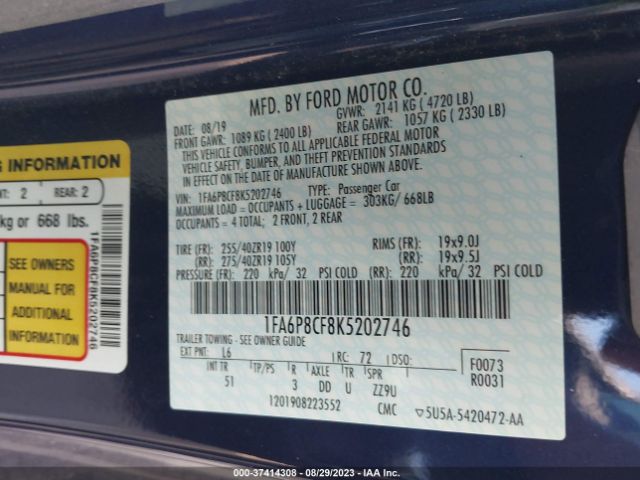 MFD. BY FORD MOTOR CO.
DATE: 08/19 GVWR: 2141 KG ( 4720 LB)
FRONT GAWR: 1089 KG ( 2400 LB) REAR GAWR: 1057 KG ( 2330 LB)
THIS VEHICLE CONFORMS TO ALL APPLICABLE FEDERAL MOTOR
VEHICLE SAFETY, BUMPER, AND THEFT PREVENTION STANDARDS
IN EFFECT ON THE DATE OF MANUFACTURE SHOWN ABOVE.
VIN: 1FA6P8CF8K5202746 TYPE: Passenger Car
MAXIMUM LOAD = OCCUPANTS + LUGGAGE = 303KG/ 668LB
OCCUPANTS = 4 TOTAL; 2 FRONT, 2 REAR
TIRE (FR): 255/40ZR19 100Y RIMS (FR): 19x9.0J
(RR): 275/40ZR19 105Y (RR): 19x9.5J
PRESSURE (FR): 220 kPa/ 32 PSI COLD (RR): 220 kPa/ 32 PSI COLD
1FA6P8CF8K5202746
TRAILER TOWING - SEE OWNER GUIDE
EXT PNT: L6 RC: 72 DSO: F0073
INT TR TP/PS R AXLE TR SPR R0031
51 3 DD U ZZ9U
1201908223552 CMC 5U5A-5420472-AA
G INFORMATION
NT: 2 REAR: 2
kg or 668 lbs.
SEE OWNERS
MANUAL FOR
ADDITIONAL
INFORMATION
1FA6P8CF8K5202746
000-37414308 - 08/29/2023 - IAA Inc.